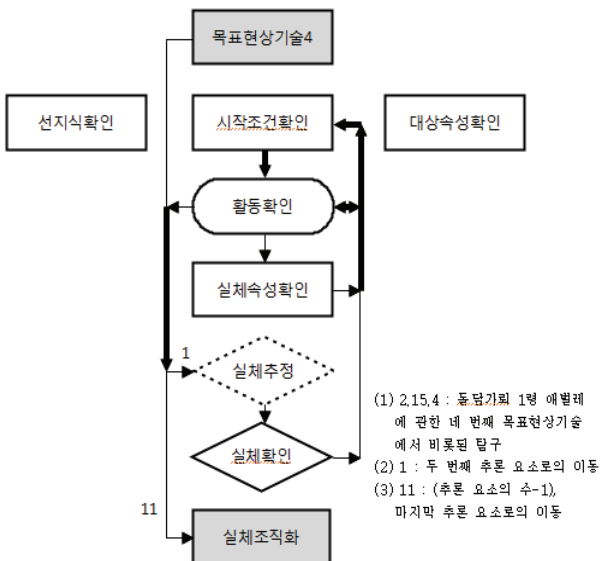 목표현상기술4
선지식확인
시작조건확인
대상속성확인
활동확인
실체속성확인
1
실체추정
실체확인
11
실체조직화
(1) 2,15,4 : 돌담가뢰 1령 애벌레
에 관한 네 번째 목표현상기술
에서 비롯된 탐구
(2) 1 : 두 번째 추론 요소로의 이동
(3) 11 : (추론 요소의 수-1),
마지막 추론 요소로의 이동